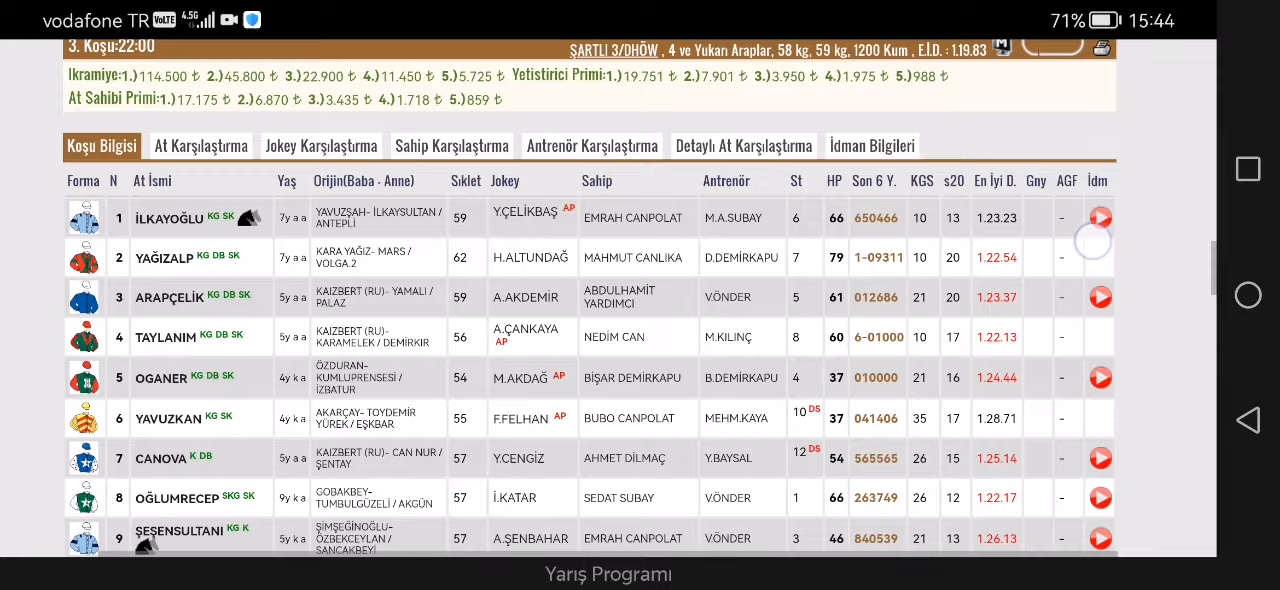 vodafone TR VoLTE 4.5G 71% 15:44
3. Koşu:22:00 ŞARTLI 3/DHÖW , 4 ve Yukarı Araplar, 58 kg, 59 kg, 1200 Kum , E.İ.D. : 1.19.83
İkramiye:1.)114.500 ₺ 2.)45.800 ₺ 3.)22.900 ₺ 4.)11.450 ₺ 5.)5.725 ₺ Yetistirici Primi:1.)19.751 ₺ 2.)7.901 ₺ 3.)3.950 ₺ 4.)1.975 ₺ 5.)988 ₺
At Sahibi Primi:1.)17.175 ₺ 2.)6.870 ₺ 3.)3.435 ₺ 4.)1.718 ₺ 5.)859 ₺
Koşu Bilgisi At Karşılaştırma Jokey Karşılaştırma Sahip Karşılaştırma Antrenör Karşılaştırma Detaylı At Karşılaştırma İdman Bilgileri
Forma N At İsmi Yaş Orijin(Baba - Anne) Sıklet Jokey Sahip Antrenör St HP Son 6 Y. KGS s20 En İyi D. Gny AGF İdm
1 İLKAYOĞLU KG SK 7y a a YAVUZŞAH- İLKAYSULTAN / ANTEPLİ 59 Y.ÇELİKBAŞ AP EMRAH CANPOLAT M.A.SUBAY 6 66 650466 10 13 1.23.23 -
2 YAĞIZALP KG DB SK 7y a a KARA YAĞIZ- MARS / VOLGA.2 62 H.ALTUNDAĞ MAHMUT CANLIKA D.DEMİRKAPU 7 79 1-09311 10 20 1.22.54 -
3 ARAPÇELİK KG DB SK 5y a a KAIZBERT (RU)- YAMALI / PALAZ 59 A.AKDEMİR ABDULHAMİT YARDIMCI V.ÖNDER 5 61 012686 21 20 1.23.37 -
4 TAYLANIM KG DB SK 5y a a KAIZBERT (RU)- KARAMELEK / DEMİRKIR 56 A.ÇANKAYA AP NEDİM CAN M.KILINÇ 8 60 6-01000 10 17 1.22.13 -
5 OGANER KG DB SK 4y k a ÖZDURAN- KUMLUPRENSESİ / İZBATUR 54 M.AKDAĞ AP BİŞAR DEMİRKAPU B.DEMİRKAPU 4 37 010000 21 16 1.24.44 -
6 YAVUZKAN KG SK 4y k a AKARÇAY- TOYDEMİR YÜREK / EŞKBAR 55 F.FELHAN AP BUBO CANPOLAT MEHM.KAYA 10 DS 37 041406 35 17 1.28.71 -
7 CANOVA K DB 5y a a KAIZBERT (RU)- CAN NUR / ŞENTAY 57 Y.CENGİZ AHMET DİLMAÇ Y.BAYSAL 12 DS 54 565565 26 15 1.25.14 -
8 OĞLUMRECEP SKG SK 9y k a GOBAKBEY- TUMBULGÜZELİ / AKGÜN 57 İ.KATAR SEDAT SUBAY V.ÖNDER 1 66 263749 26 12 1.22.17 -
9 ŞEŞENSULTANI KG K 5y k a ŞİMŞEĞİNOĞLU- ÖZBEKCEYLAN / SANCAKBEYİ 57 A.ŞENBAHAR EMRAH CANPOLAT V.ÖNDER 3 46 840539 21 13 1.26.13 -
Yarış Programı